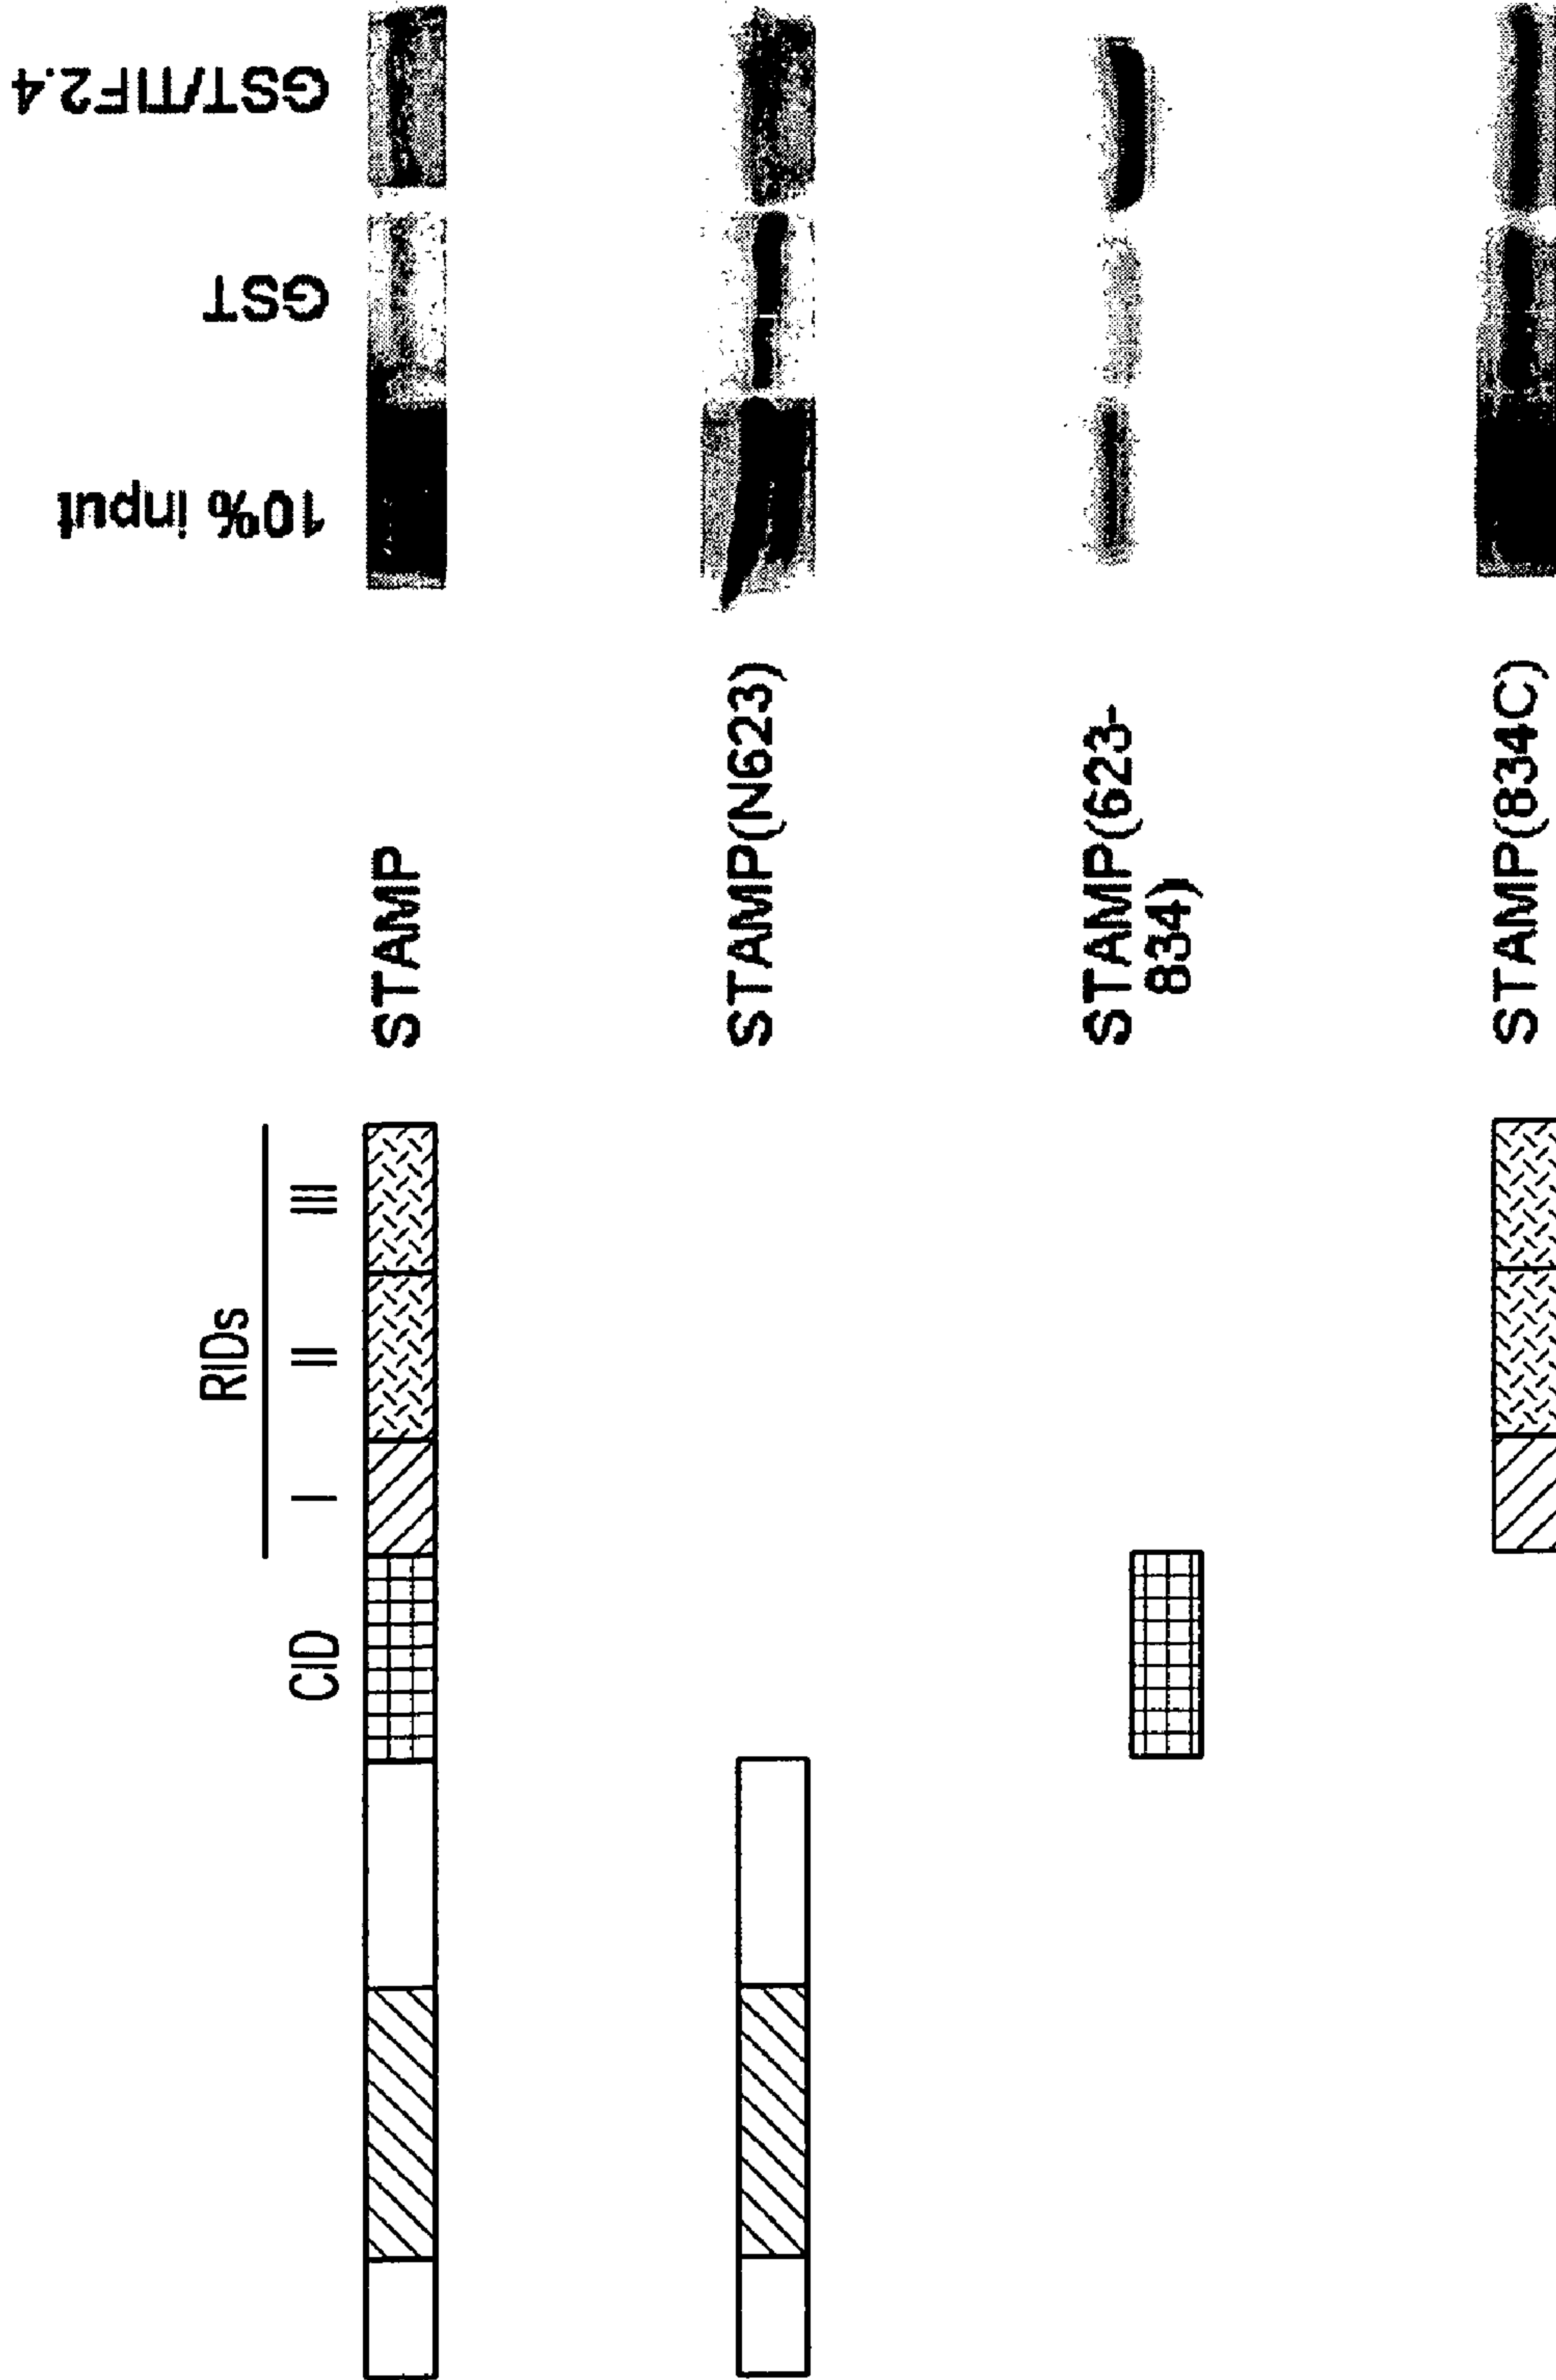 GST/TIF2.4
GST
10% input
RIDs
I II III
CID
STAMP
STAMP(N623)
STAMP(623-
834)
STAMP(834C)